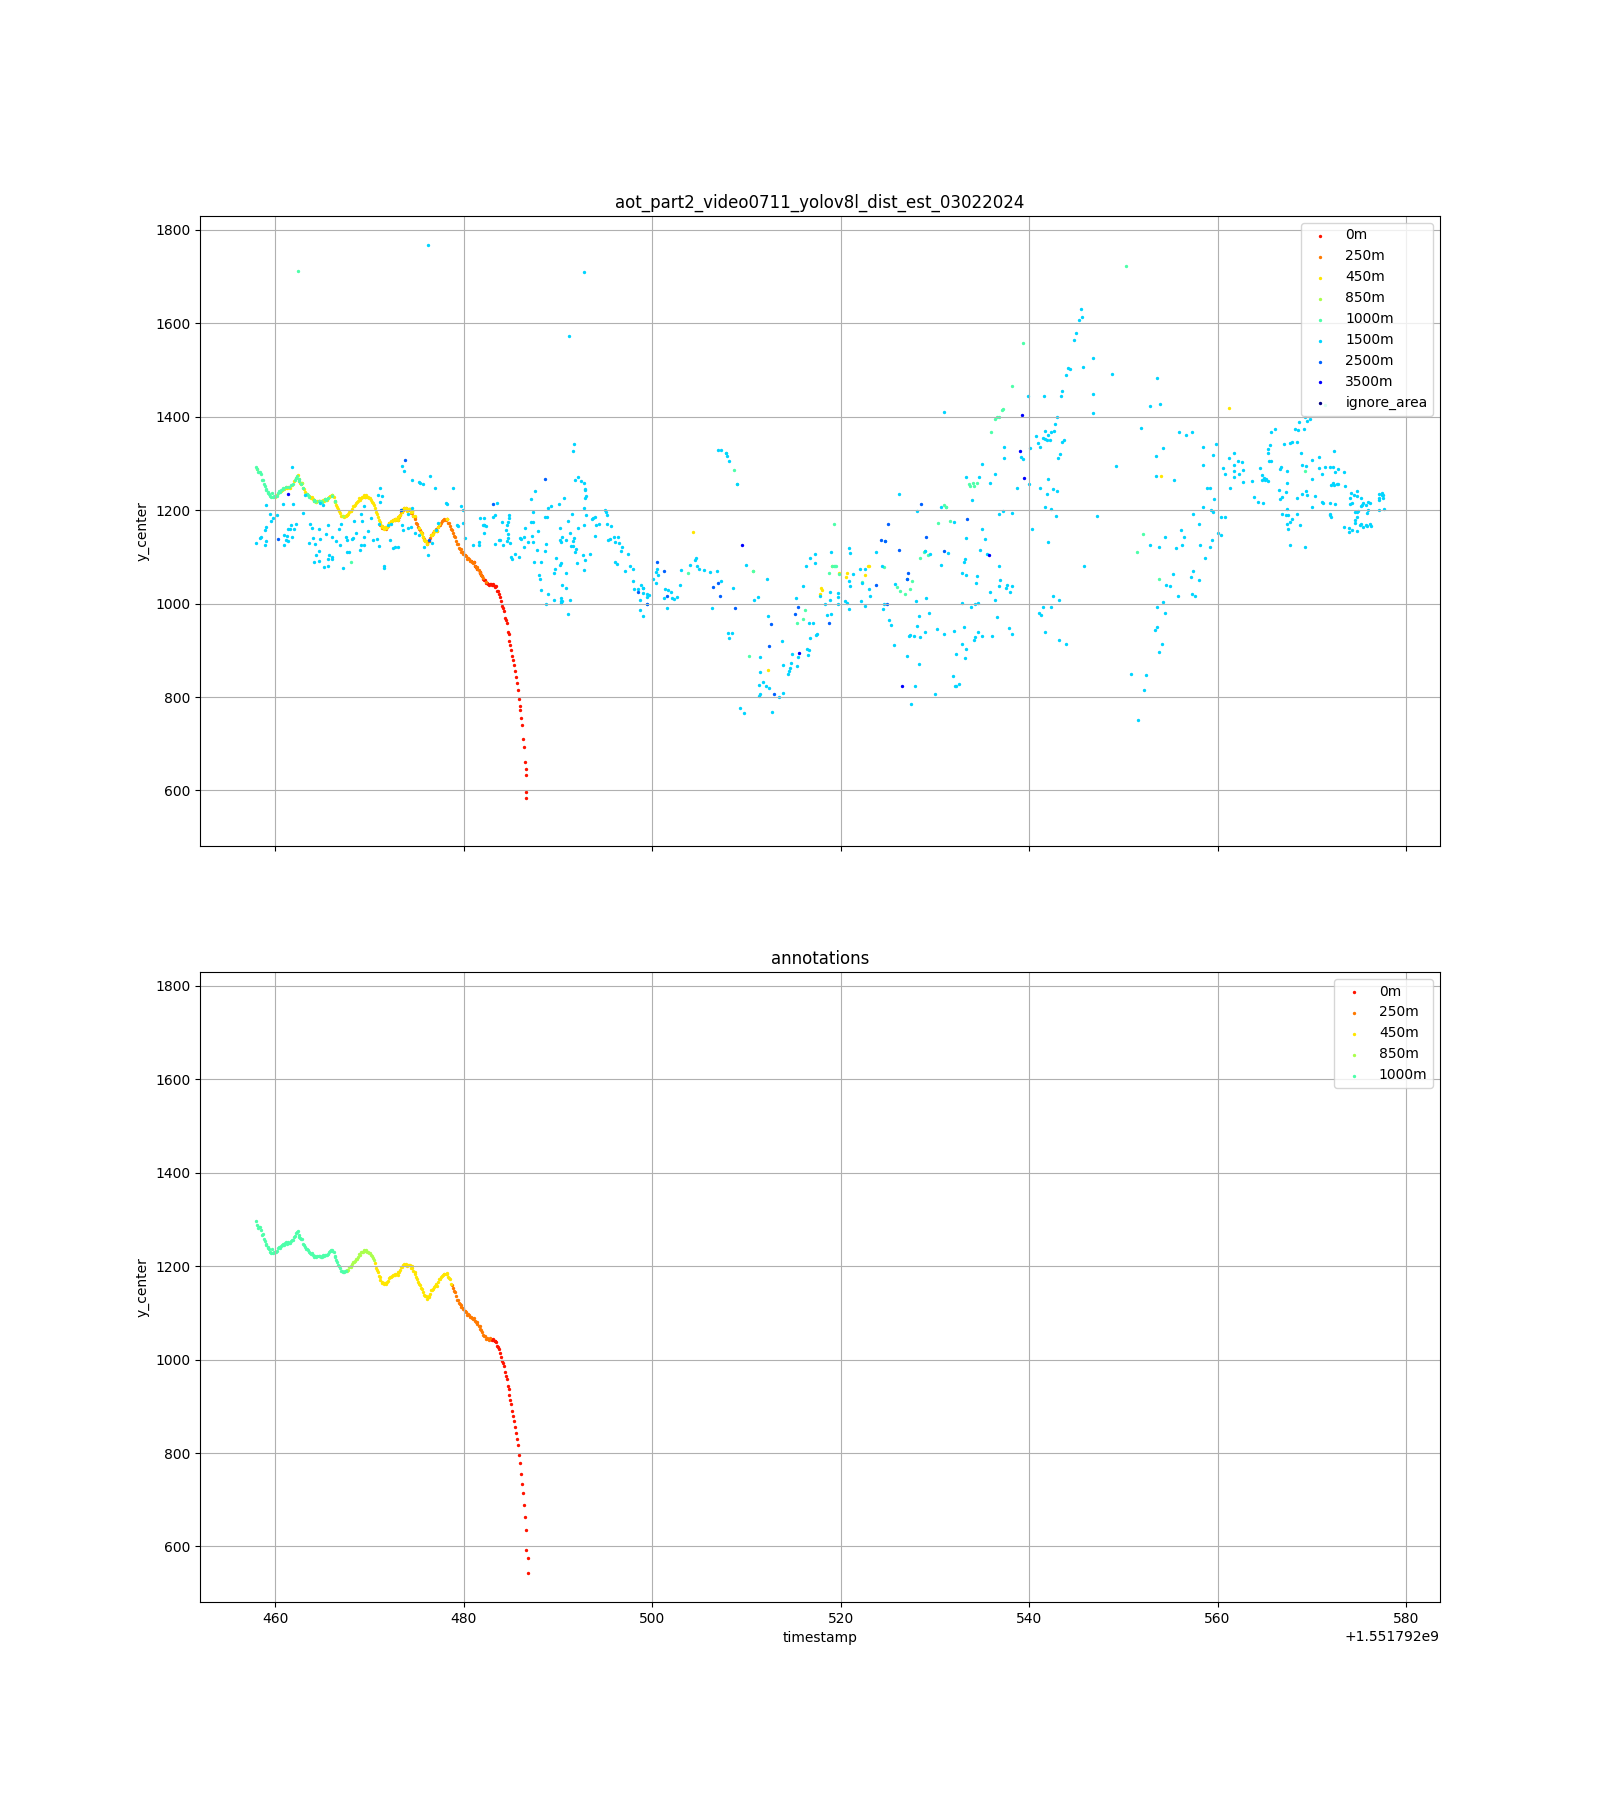 aot_part2_video0711_yolov8l_dist_est_03022024
1800
1600
1400
1200
1000
800
600
y_center
0m
250m
450m
850m
1000m
1500m
2500m
3500m
ignore_area
annotations
1800
1600
1400
1200
1000
800
600
y_center
0m
250m
450m
850m
1000m
460 480 500 520 540 560 580
timestamp
+1.551792e9